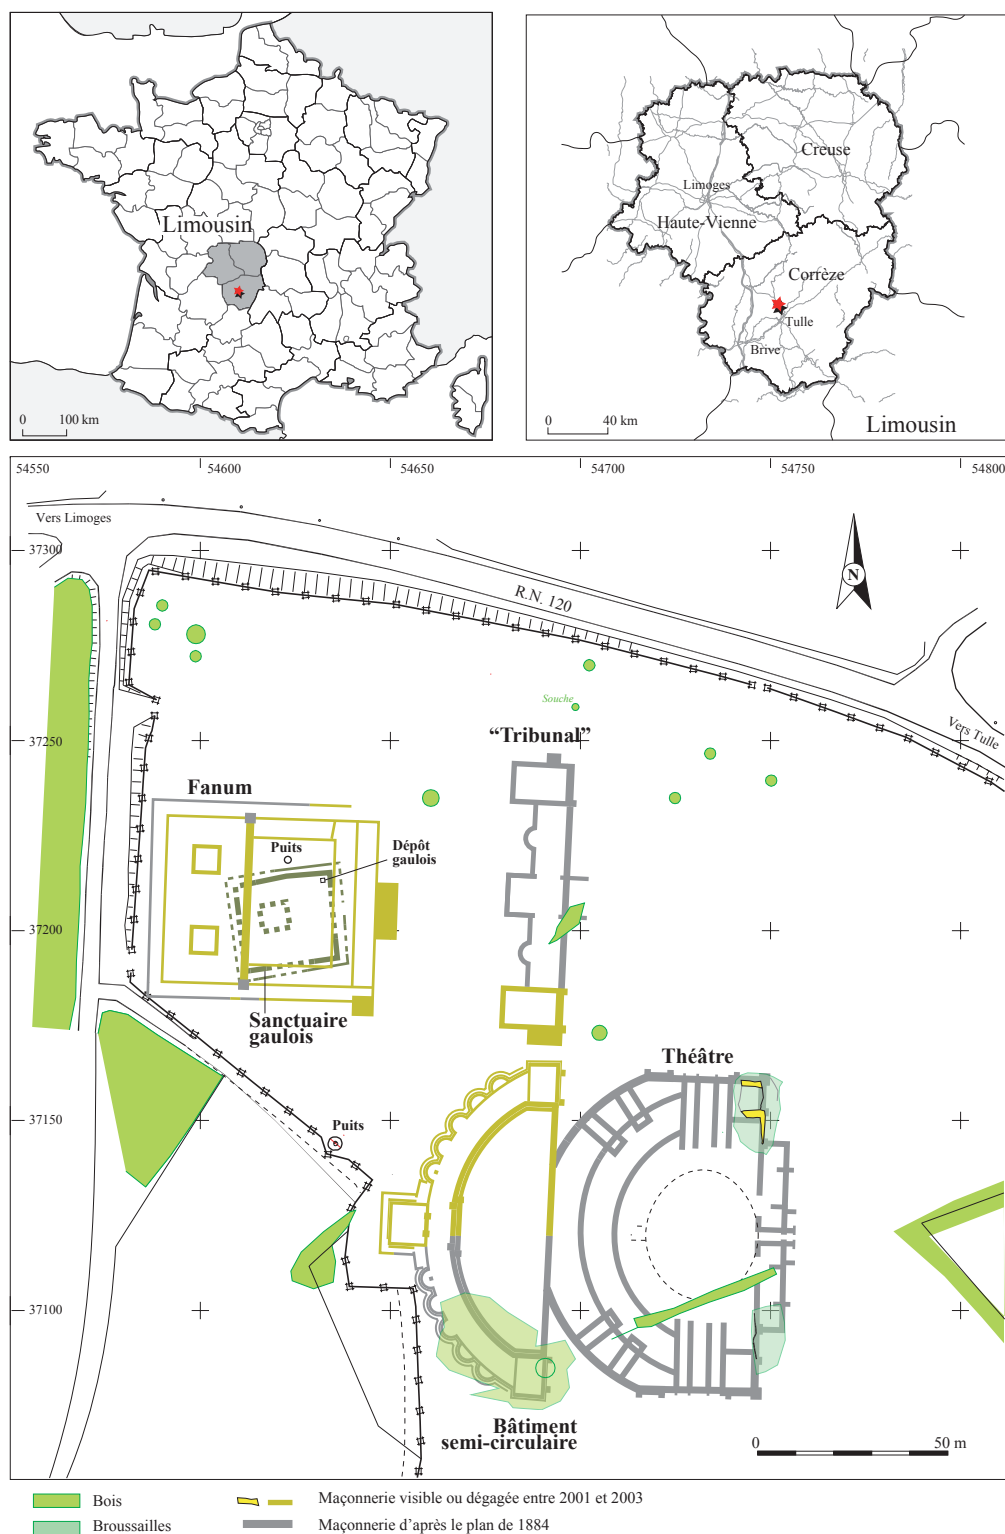 Limousin
0 100 km
Creuse
Limoges
Haute-Vienne
Corrèze
Tulle
Brive
0 40 km
Limousin
54550 54600 54650 54700 54750 54800
Vers Limoges
37300
N
R.N. 120
Souche
37250
"Tribunal"
Vers Tulle
Fanum
Puits
Dépôt
gaulois
37200
Sanctuaire
gaulois
Théâtre
37150
Puits
37100
Bâtiment
semi-circulaire
0 50 m
Bois
Maçonnerie visible ou dégagée entre 2001 et 2003
Broussailles
Maçonnerie d'après le plan de 1884